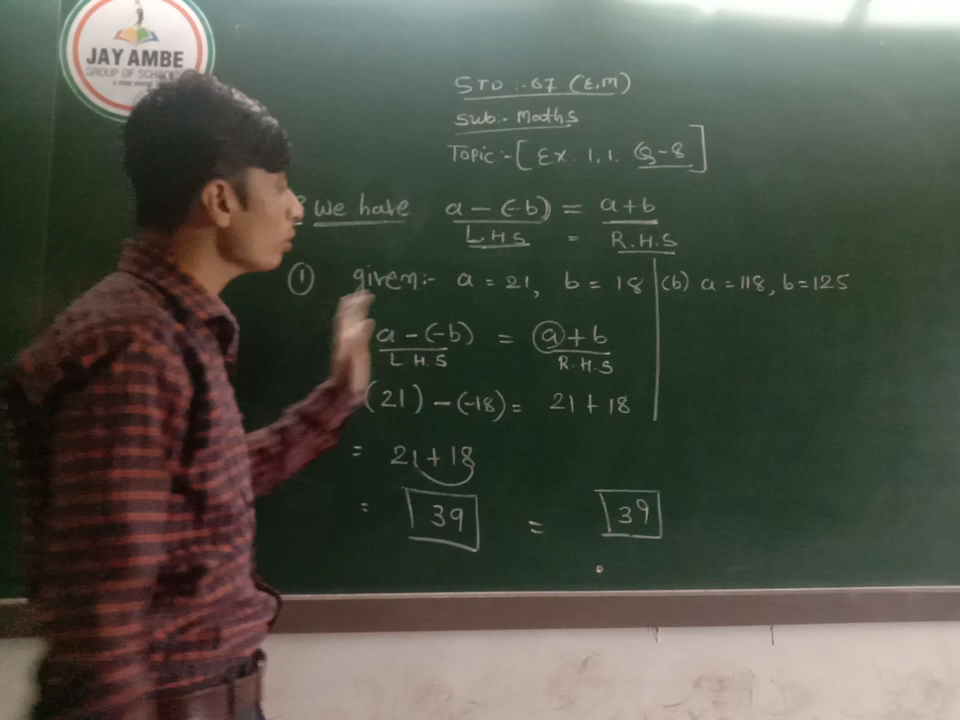 JAY AMBE
GROUP OF SCHOOLS
STD :- 07 (E.M)
Sub:- Maths
Topic:- [Ex. 1.1. Q-8]
We have a - (-b) = a + b
L.H.S = R.H.S
① given:- a = 21, b = 18 (b) a = 118, b = 125
a - (-b) = a + b
L H S R.H.S
(21) - (-18) = 21 + 18
= 21 + 18
= 39 = 39